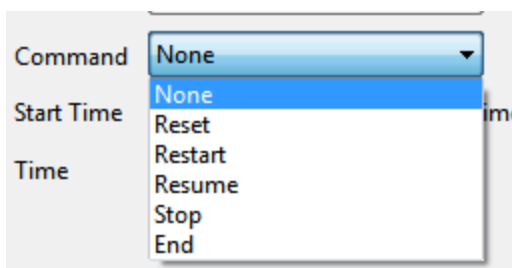 Command None
None
Start Time
Reset
Restart
Time
Resume
Stop
End